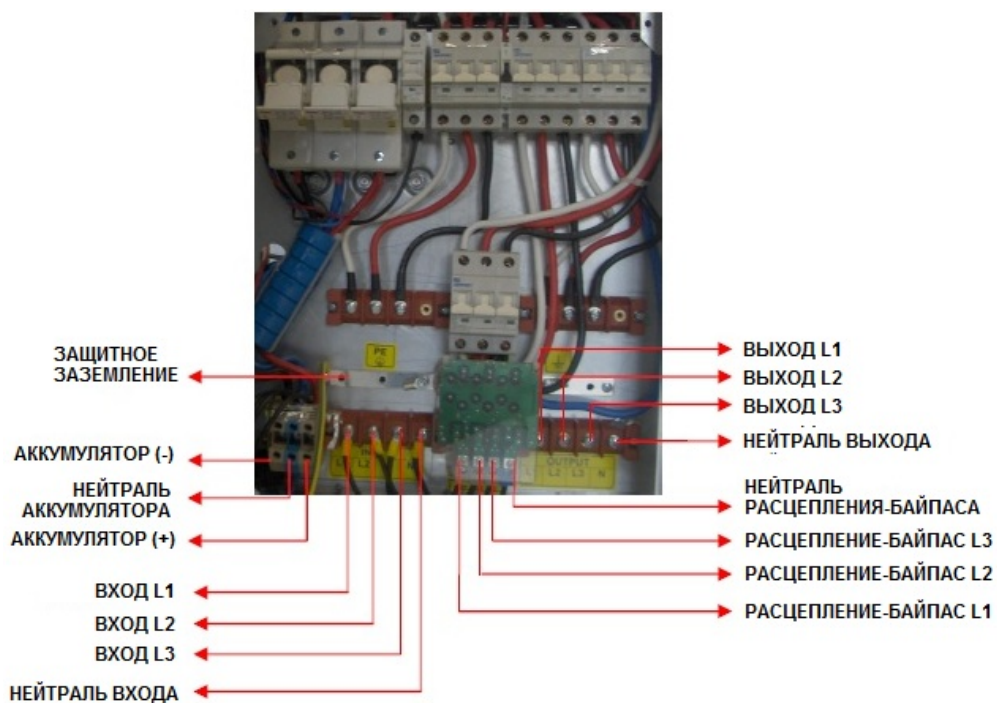 ЗАЩИТНОЕ
ЗАЗЕМЛЕНИЕ
АККУМУЛЯТОР (-)
НЕЙТРАЛЬ
АККУМУЛЯТОРА
АККУМУЛЯТОР (+)
ВХОД L1
ВХОД L2
ВХОД L3
НЕЙТРАЛЬ ВХОДА
PE
L2
N
OUTPUT
L2 L3 N
ВЫХОД L1
ВЫХОД L2
ВЫХОД L3
НЕЙТРАЛЬ ВЫХОДА
НЕЙТРАЛЬ
РАСЦЕПЛЕНИЯ-БАЙПАСА
РАСЦЕПЛЕНИЕ-БАЙПАС L3
РАСЦЕПЛЕНИЕ-БАЙПАС L2
РАСЦЕПЛЕНИЕ-БАЙПАС L1